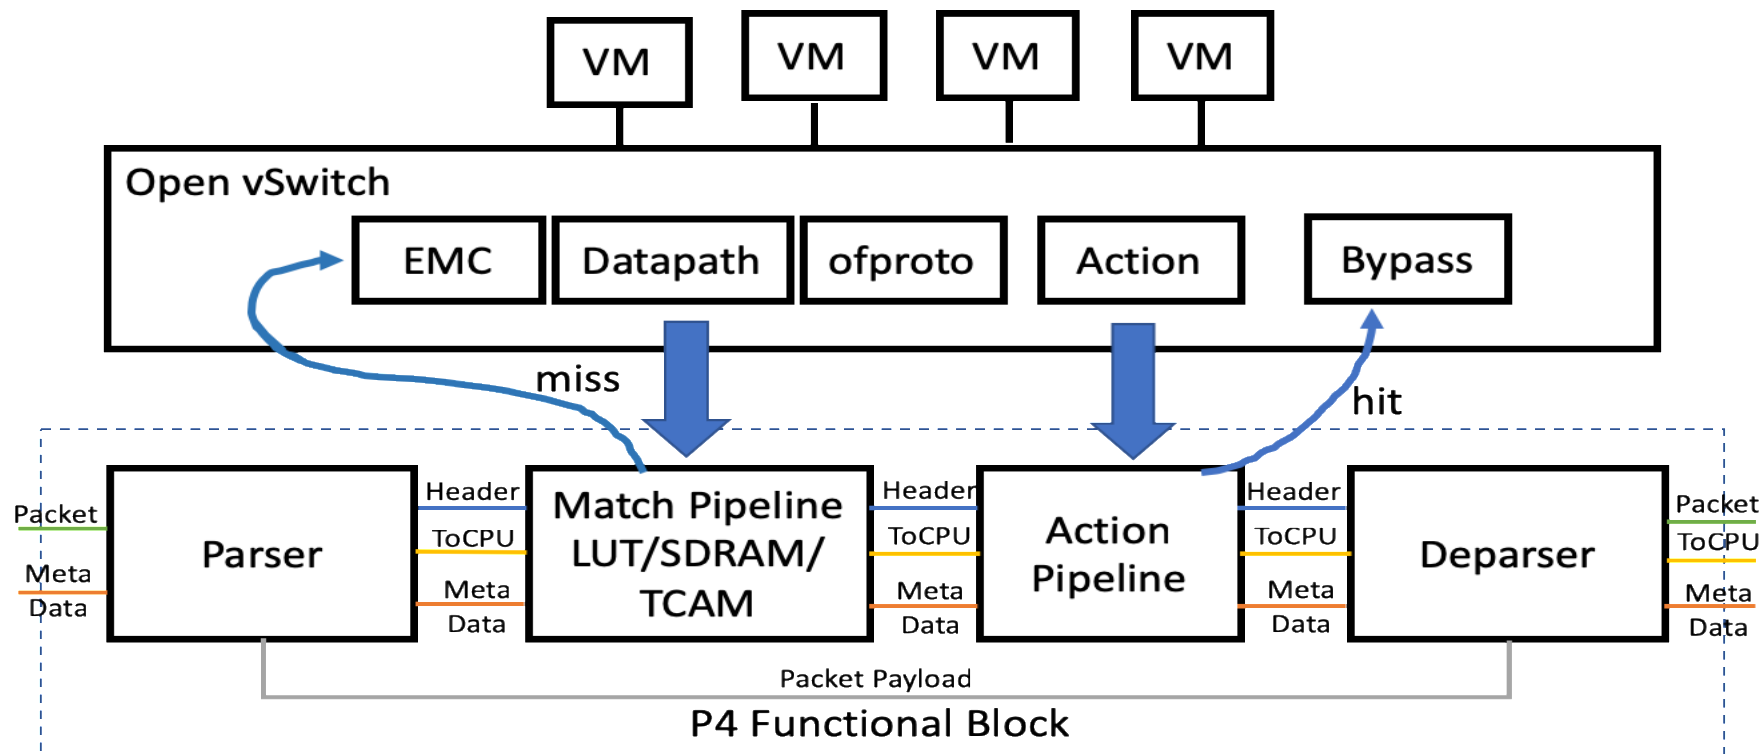 VM
VM
VM
VM
Open vSwitch
EMC
Datapath
ofproto
Action
Bypass
miss
hit
Packet
Meta
Data
Parser
Header
ToCPU
Meta
Data
Match Pipeline
LUT/SDRAM/
TCAM
Header
ToCPU
Meta
Data
Action
Pipeline
Header
ToCPU
Meta
Data
Deparser
Packet
ToCPU
Meta
Data
Packet Payload
P4 Functional Block